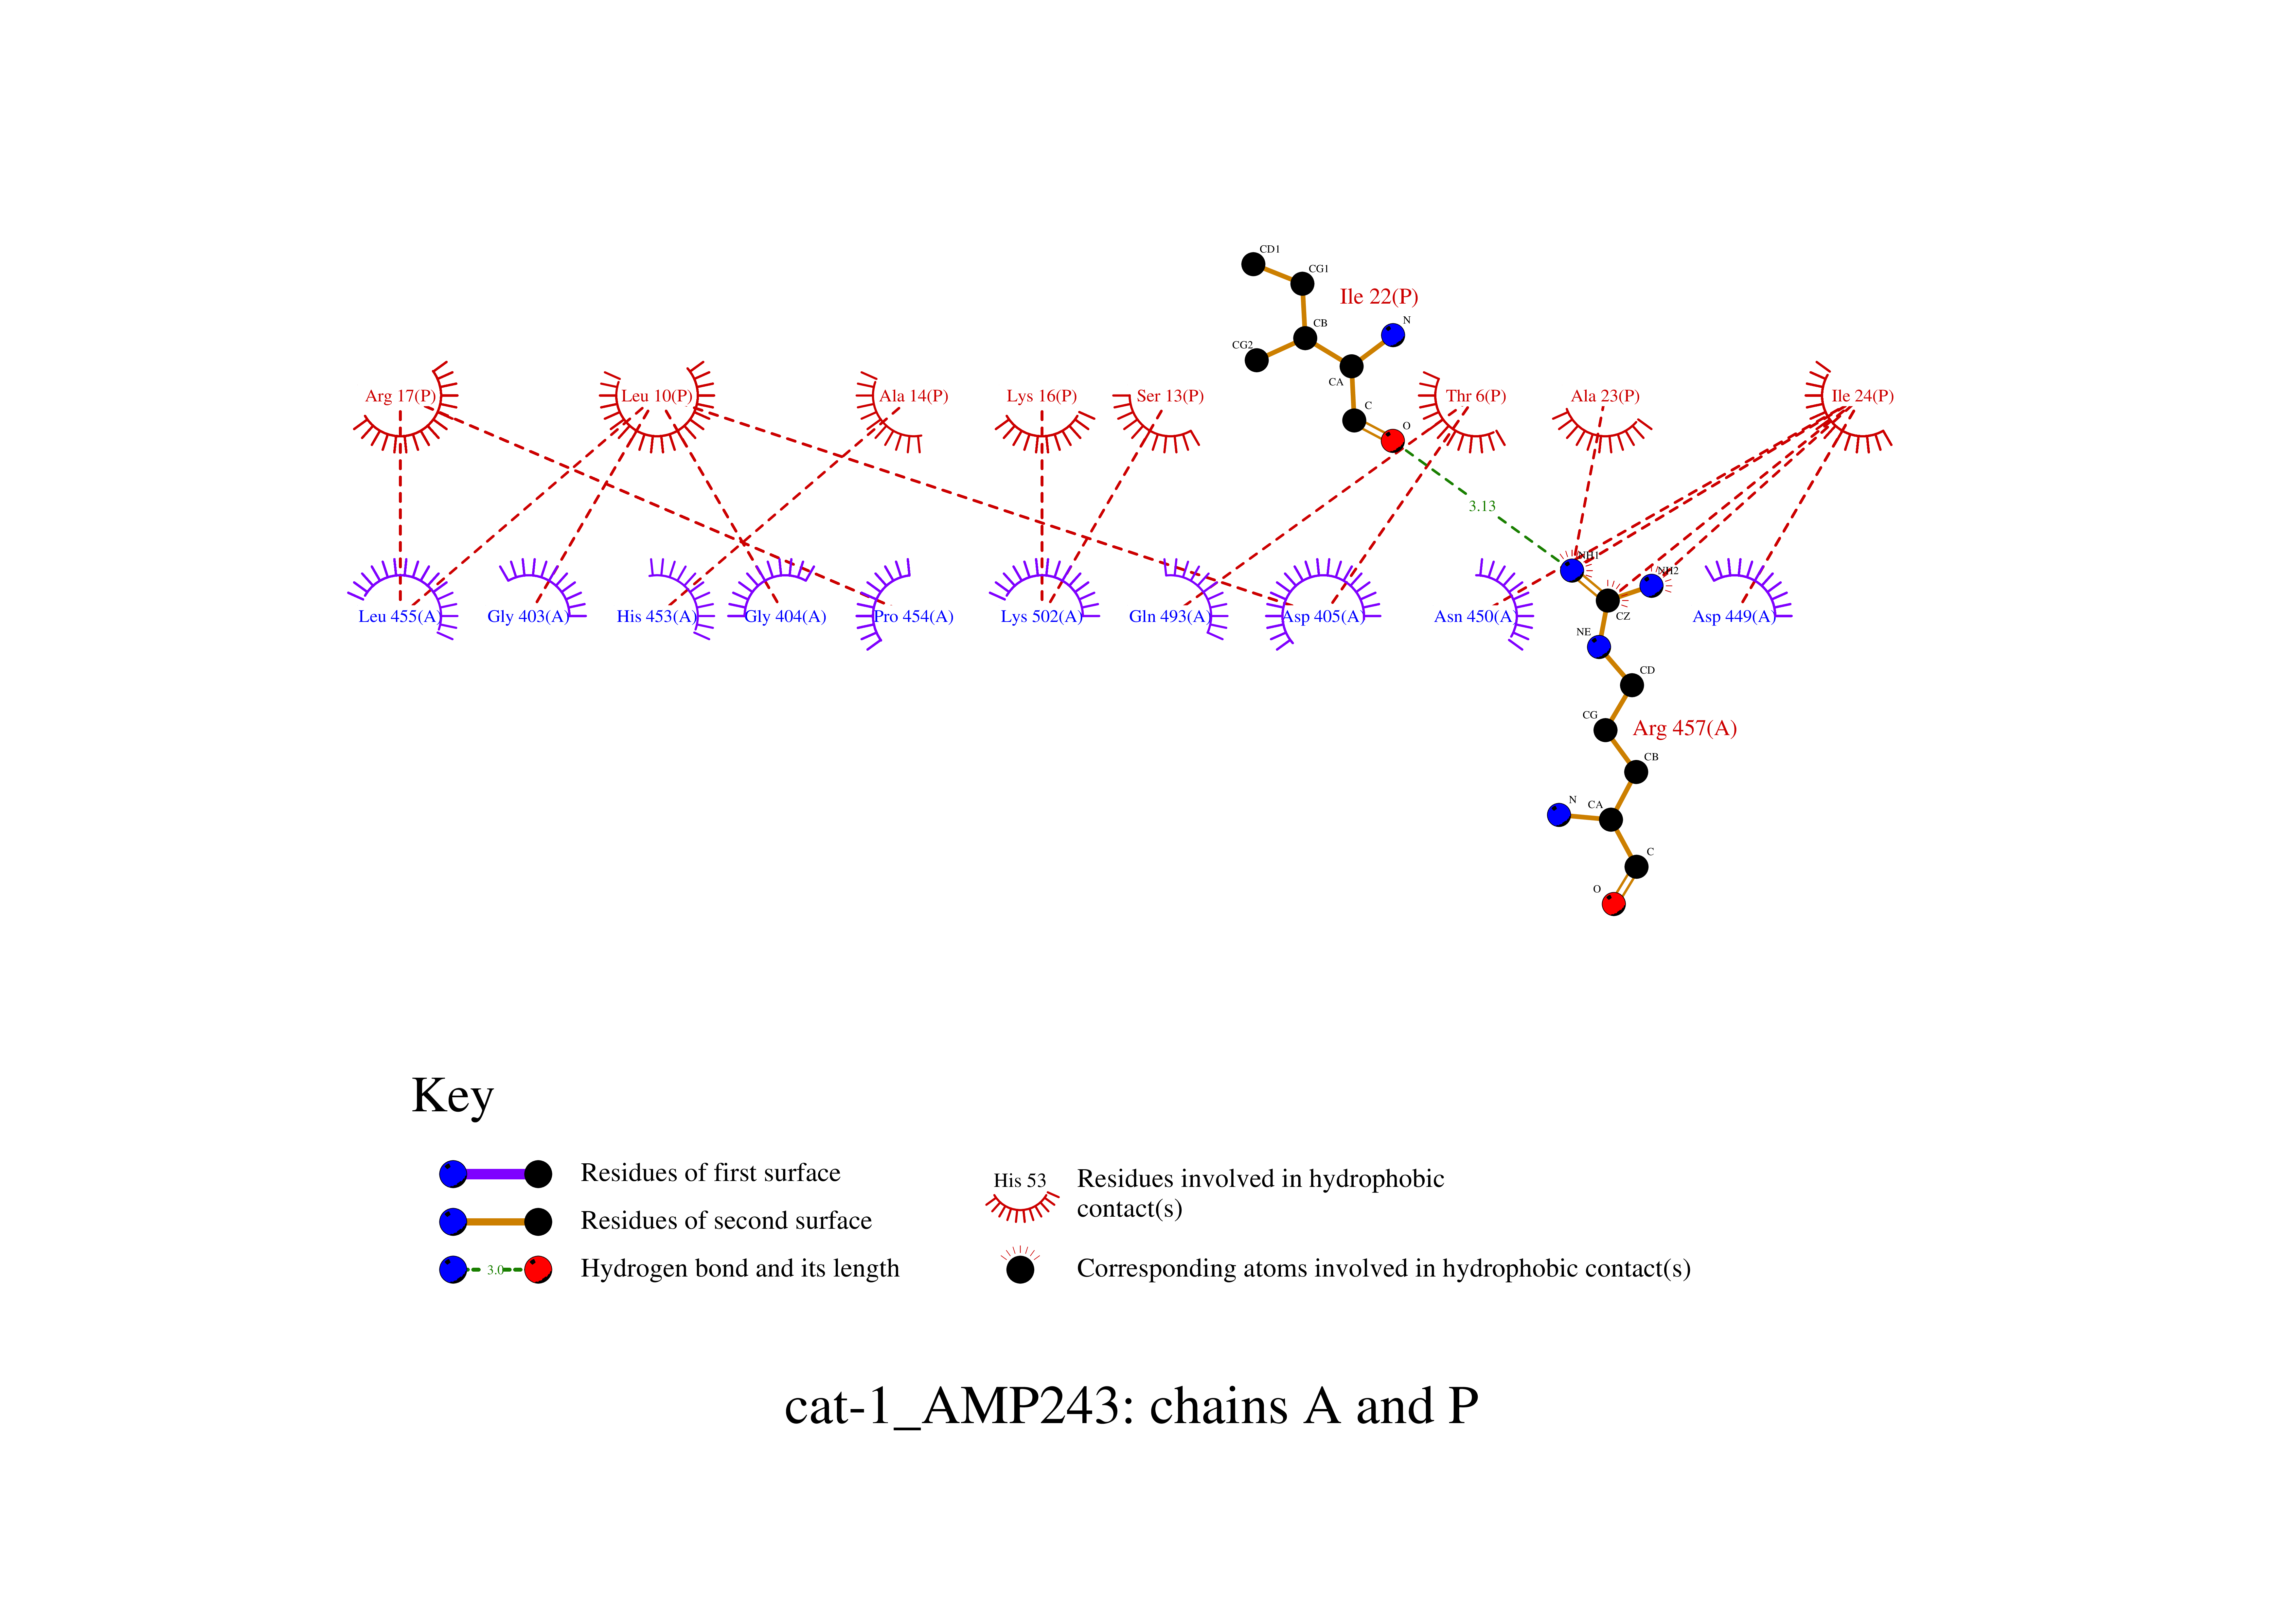 CD1
CG1
Ile 22(P)
N
CB
CG2
CA
C
O
Arg 17(P) Leu 10(P) Ala 14(P) Lys 16(P) Ser 13(P) Thr 6(P) Ala 23(P) Ile 24(P)
3.13
NH1
NH2
Leu 455(A) Gly 403(A) His 453(A) Gly 404(A) Pro 454(A) Lys 502(A) Gln 493(A) Asp 405(A) Asn 450(A) Asp 449(A)
CZ
NE
CD
CG
Arg 457(A)
CB
N
CA
C
O
Key
Residues of first surface
Residues of second surface
3.0
Hydrogen bond and its length
His 53
Residues involved in hydrophobic
contact(s)
Corresponding atoms involved in hydrophobic contact(s)
cat-1_AMP243: chains A and P